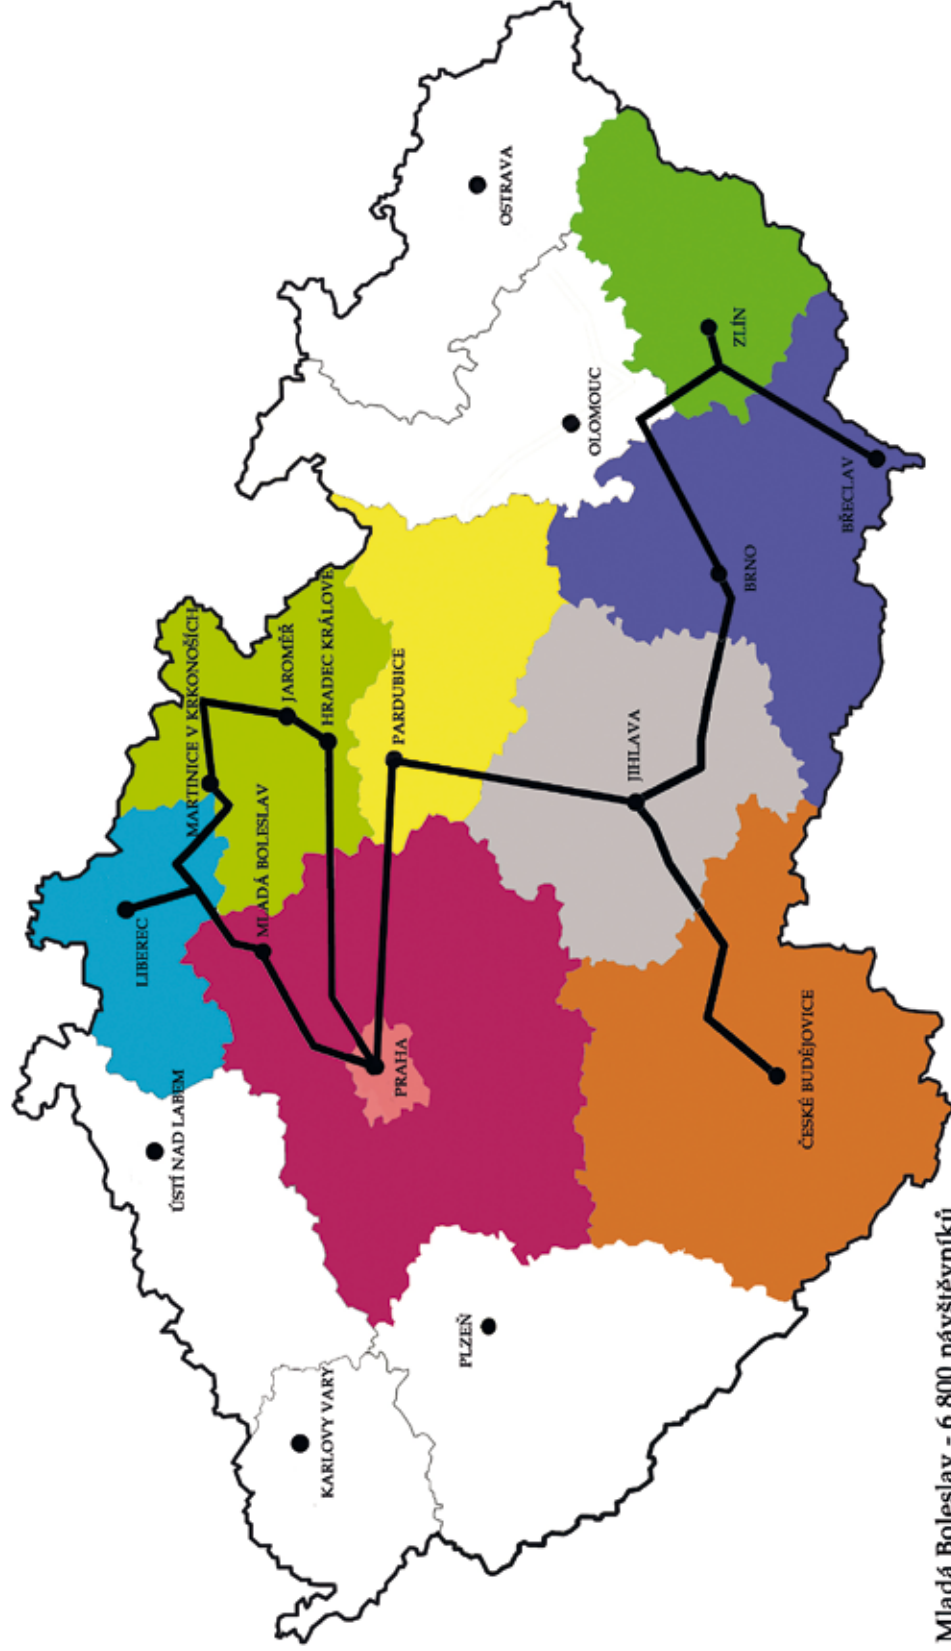 LIBEREC
ÚSTÍ NAD LABEM
KARLOVY VARY
PLZEŇ
PRAHA
MLADÁ BOLESLAV
MARTINICE V KRKONOŠÍCH
JAROMĚŘ
HRADEC KRÁLOVÉ
PARDUBICE
JIHLAVA
ČESKÉ BUDĚJOVICE
BRNO
BŘECLAV
ZLÍN
OLOMOUC
OSTRAVA
Mladá Boleslav - 6 800 návštěvníků